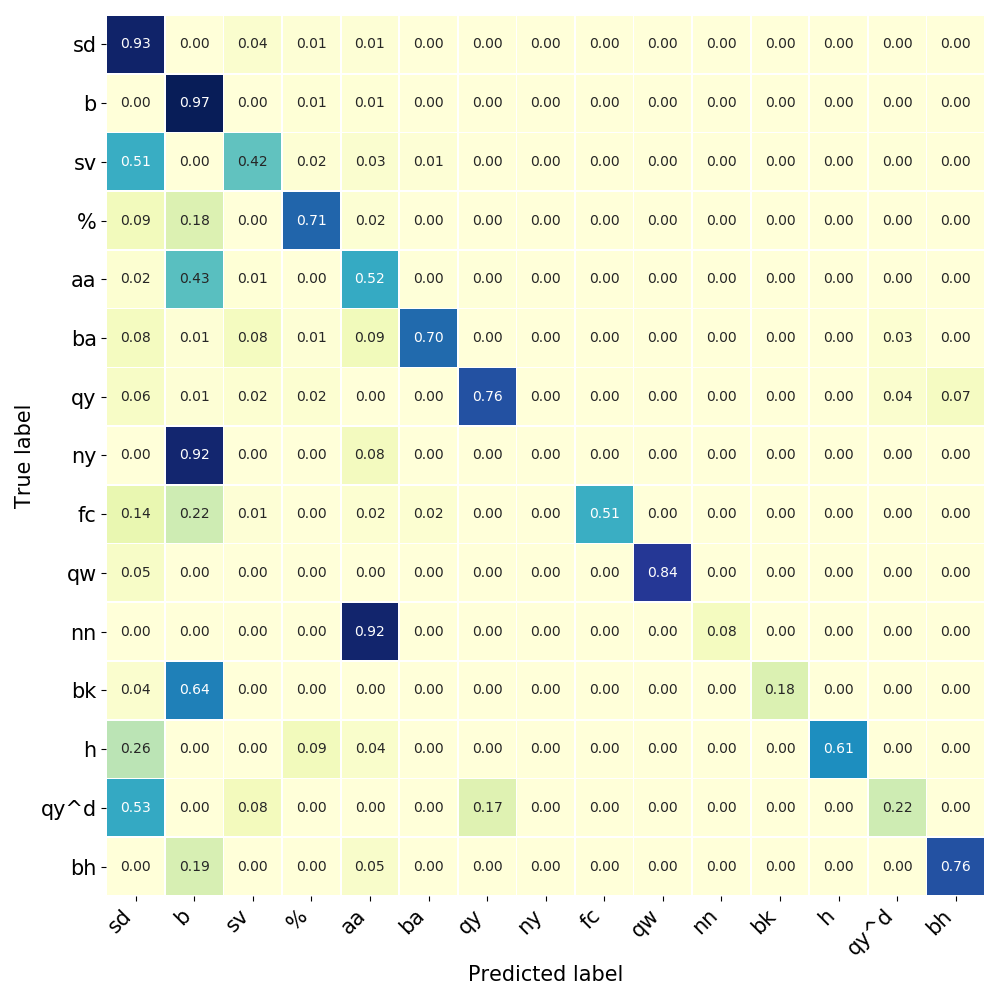 sd 0.93 0.00 0.04 0.01 0.01 0.00 0.00 0.00 0.00 0.00 0.00 0.00 0.00 0.00 0.00
b 0.00 0.97 0.00 0.01 0.01 0.00 0.00 0.00 0.00 0.00 0.00 0.00 0.00 0.00 0.00
sv 0.51 0.00 0.42 0.02 0.03 0.01 0.00 0.00 0.00 0.00 0.00 0.00 0.00 0.00 0.00
% 0.09 0.18 0.00 0.71 0.02 0.00 0.00 0.00 0.00 0.00 0.00 0.00 0.00 0.00 0.00
aa 0.02 0.43 0.01 0.00 0.52 0.00 0.00 0.00 0.00 0.00 0.00 0.00 0.00 0.00 0.00
ba 0.08 0.01 0.08 0.01 0.09 0.70 0.00 0.00 0.00 0.00 0.00 0.00 0.00 0.03 0.00
qy 0.06 0.01 0.02 0.02 0.00 0.00 0.76 0.00 0.00 0.00 0.00 0.00 0.00 0.04 0.07
ny 0.00 0.92 0.00 0.00 0.08 0.00 0.00 0.00 0.00 0.00 0.00 0.00 0.00 0.00 0.00
fc 0.14 0.22 0.01 0.00 0.02 0.02 0.00 0.00 0.51 0.00 0.00 0.00 0.00 0.00 0.00
qw 0.05 0.00 0.00 0.00 0.00 0.00 0.00 0.00 0.00 0.84 0.00 0.00 0.00 0.00 0.00
nn 0.00 0.00 0.00 0.00 0.92 0.00 0.00 0.00 0.00 0.00 0.08 0.00 0.00 0.00 0.00
bk 0.04 0.64 0.00 0.00 0.00 0.00 0.00 0.00 0.00 0.00 0.00 0.18 0.00 0.00 0.00
h 0.26 0.00 0.00 0.09 0.04 0.00 0.00 0.00 0.00 0.00 0.00 0.00 0.61 0.00 0.00
qy^d 0.53 0.00 0.08 0.00 0.00 0.00 0.17 0.00 0.00 0.00 0.00 0.00 0.00 0.22 0.00
bh 0.00 0.19 0.00 0.00 0.05 0.00 0.00 0.00 0.00 0.00 0.00 0.00 0.00 0.00 0.76
sd b sv % aa ba qy ny fc qw nn bk h qy^d bh
True label
Predicted label